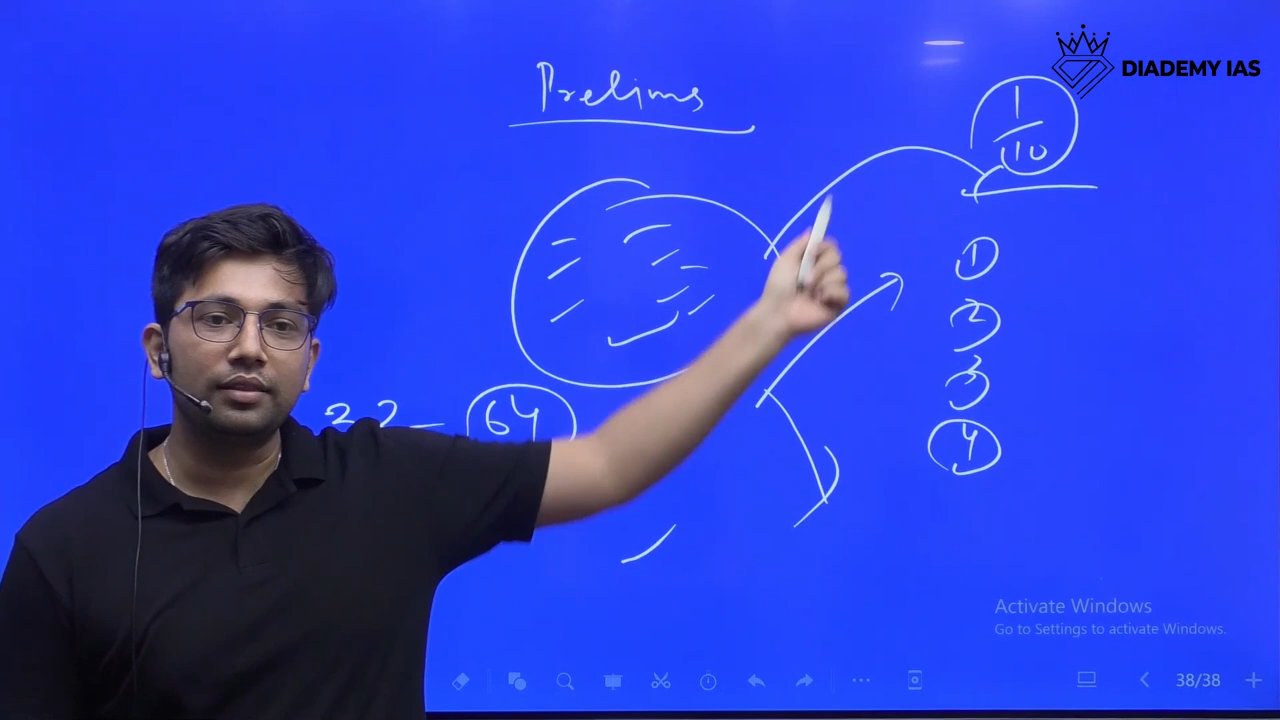 DIADEMY IAS
Prelims
1
110
1
2
3
4
22 - 64
Activate Windows
Go to Settings to activate Windows.
38/38